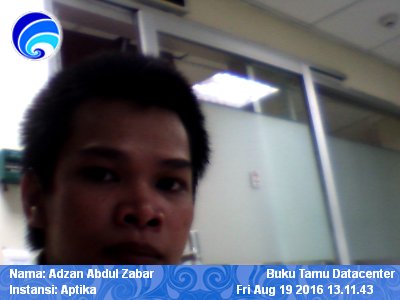 Nama: Adzan Abdul Zabar
Buku Tamu Datacenter
Instansi: Aptika
Fri Aug 19 2016 13.11.43